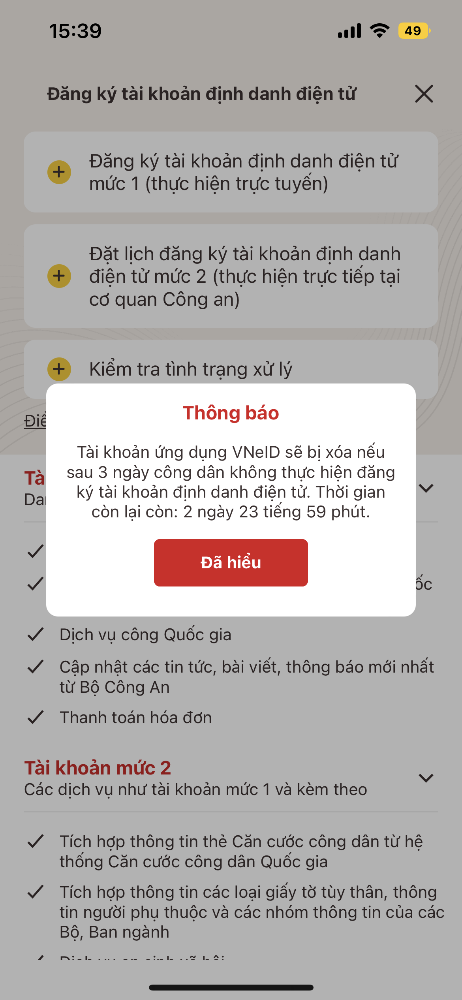 15:39
49
Đăng ký tài khoản định danh điện tử
Đăng ký tài khoản định danh điện tử
mức 1 (thực hiện trực tuyến)
Đặt lịch đăng ký tài khoản định danh
điện tử mức 2 (thực hiện trực tiếp tại
cơ quan Công an)
Kiểm tra tình trạng xử lý
Thông báo
Tài khoản ứng dụng VNeID sẽ bị xóa nếu
sau 3 ngày công dân không thực hiện đăng
ký tài khoản định danh điện tử. Thời gian
còn lại còn: 2 ngày 23 tiếng 59 phút.
Đã hiểu
Dịch vụ công Quốc gia
Cập nhật các tin tức, bài viết, thông báo mới nhất
từ Bộ Công An
Thanh toán hóa đơn
Tài khoản mức 2
Các dịch vụ như tài khoản mức 1 và kèm theo
Tích hợp thông tin thẻ Căn cước công dân từ hệ
thống Căn cước công dân Quốc gia
Tích hợp thông tin các loại giấy tờ tùy thân, thông
tin người phụ thuộc và các nhóm thông tin của các
Bộ, Ban ngành